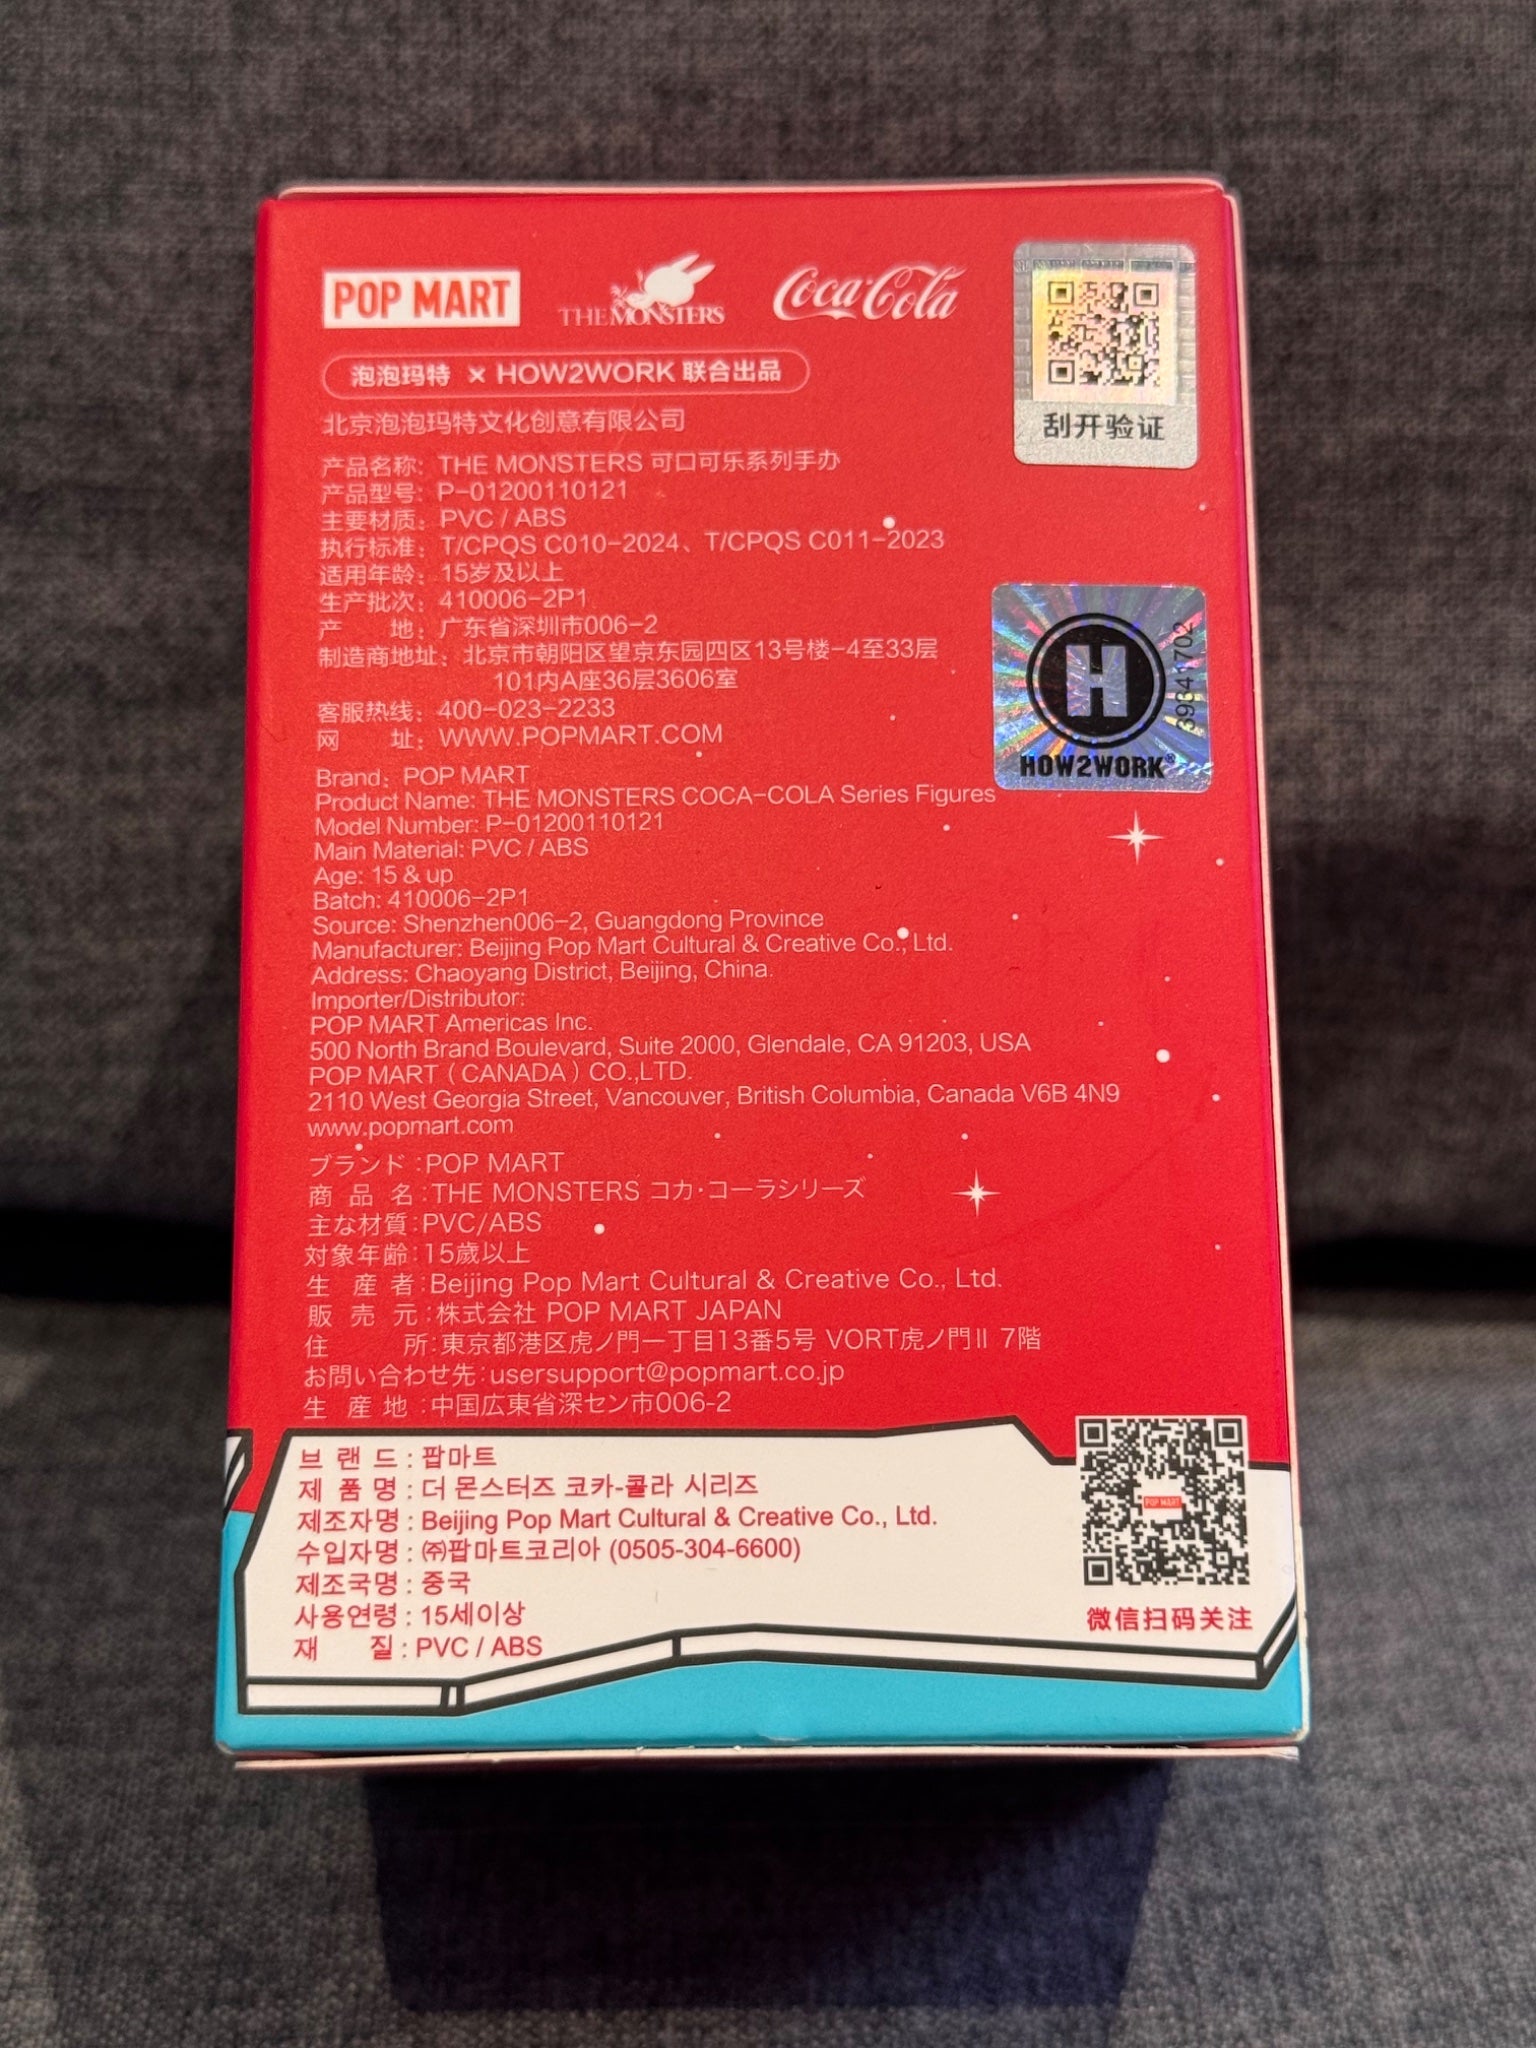 POP MART
THE MONSTERS
Coca-Cola
泡泡玛特 × HOW2WORK 联合出品
北京泡泡玛特文化创意有限公司
产品名称: THE MONSTERS 可口可乐系列手办
产品型号: P-01200110121
主要材质: PVC / ABS
执行标准: T/CPQS C010-2024、T/CPQS C011-2023
适用年龄: 15岁及以上
生产批次: 410006-2P1
产 地: 广东省深圳市006-2
制造商地址: 北京市朝阳区望京东园四区13号楼-4至33层
101内A座36层3606室
客服热线: 400-023-2233
网 址: WWW.POPMART.COM
刮开验证
H
HOW2WORK®
Brand: POP MART
Product Name: THE MONSTERS COCA-COLA Series Figures
Model Number: P-01200110121
Main Material: PVC / ABS
Age: 15 & up
Batch: 410006-2P1
Source: Shenzhen006-2, Guangdong Province
Manufacturer: Beijing Pop Mart Cultural & Creative Co., Ltd.
Address: Chaoyang District, Beijing, China.
Importer/Distributor:
POP MART Americas Inc.
500 North Brand Boulevard, Suite 2000, Glendale, CA 91203, USA
POP MART ( CANADA ) CO.,LTD.
2110 West Georgia Street, Vancouver, British Columbia, Canada V6B 4N9
www.popmart.com
ブランド:POP MART
商 品 名:THE MONSTERS コカ·コーラシリーズ
主な材質:PVC/ABS
対象年齢:15歳以上
生 産 者:Beijing Pop Mart Cultural & Creative Co., Ltd.
販 売 元:株式会社 POP MART JAPAN
住 所:東京都港区虎ノ門一丁目13番5号 VORT虎ノ門II 7階
お問い合わせ先:usersupport@popmart.co.jp
生 産 地:中国広東省深セン市006-2
브 랜 드 : 팝마트
제 품 명 : 더 몬스터즈 코카-콜라 시리즈
제조자명 : Beijing Pop Mart Cultural & Creative Co., Ltd.
수입자명 : ㈜팝마트코리아 (0505-304-6600)
제조국명 : 중국
사용연령 : 15세이상
재 질 : PVC / ABS
POP MART
微信扫码关注